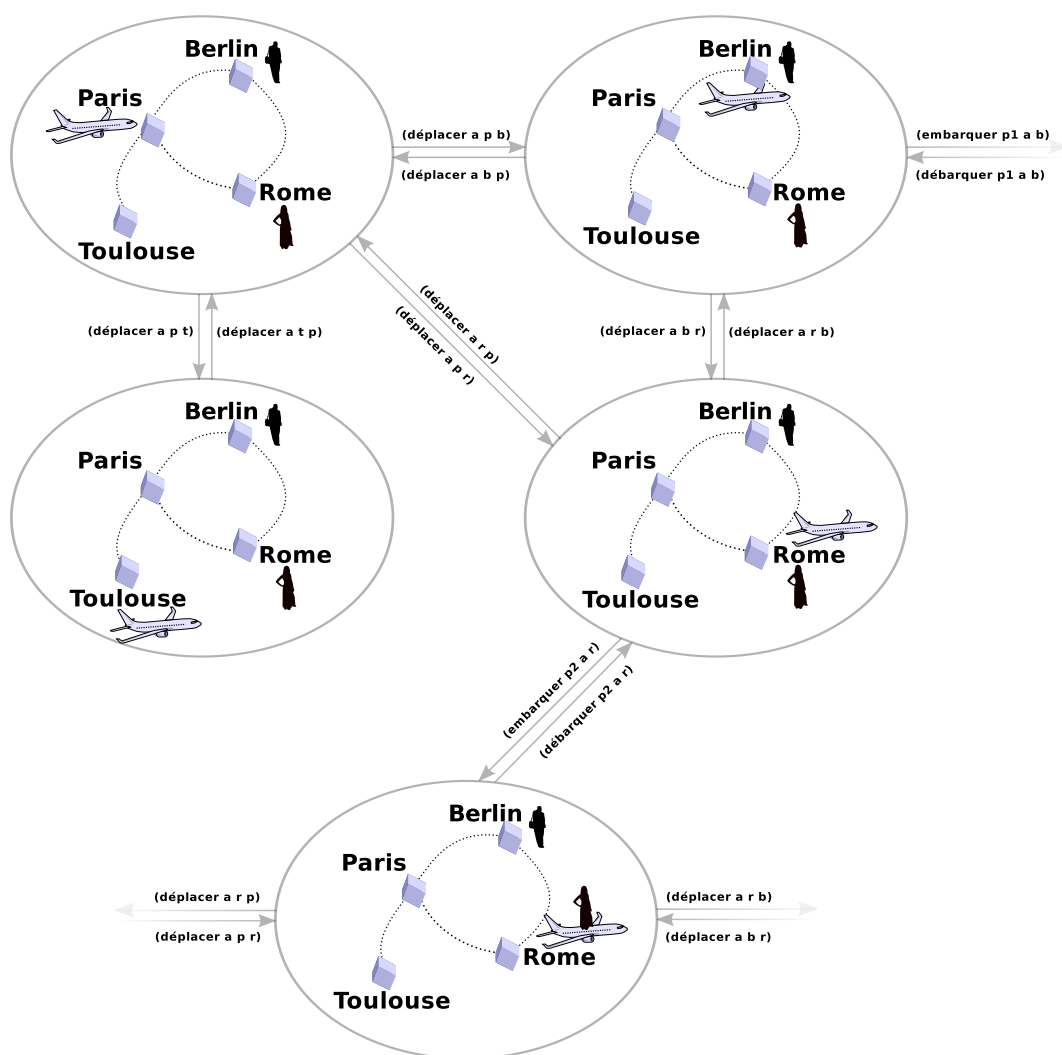 Berlin
Paris
Rome
Toulouse
(déplacer a p b)
(déplacer a b p)
Berlin
Paris
Rome
Toulouse
(embarquer p1 a b)
(débarquer p1 a b)
(déplacer a p t)
(déplacer a t p)
(déplacer a r p)
(déplacer a p r)
(déplacer a b r)
(déplacer a r b)
Berlin
Paris
Rome
Toulouse
Berlin
Paris
Rome
Toulouse
(embarquer p2 a r)
(débarquer p2 a r)
Berlin
Paris
Rome
Toulouse
(déplacer a r p)
(déplacer a p r)
(déplacer a r b)
(déplacer a b r)